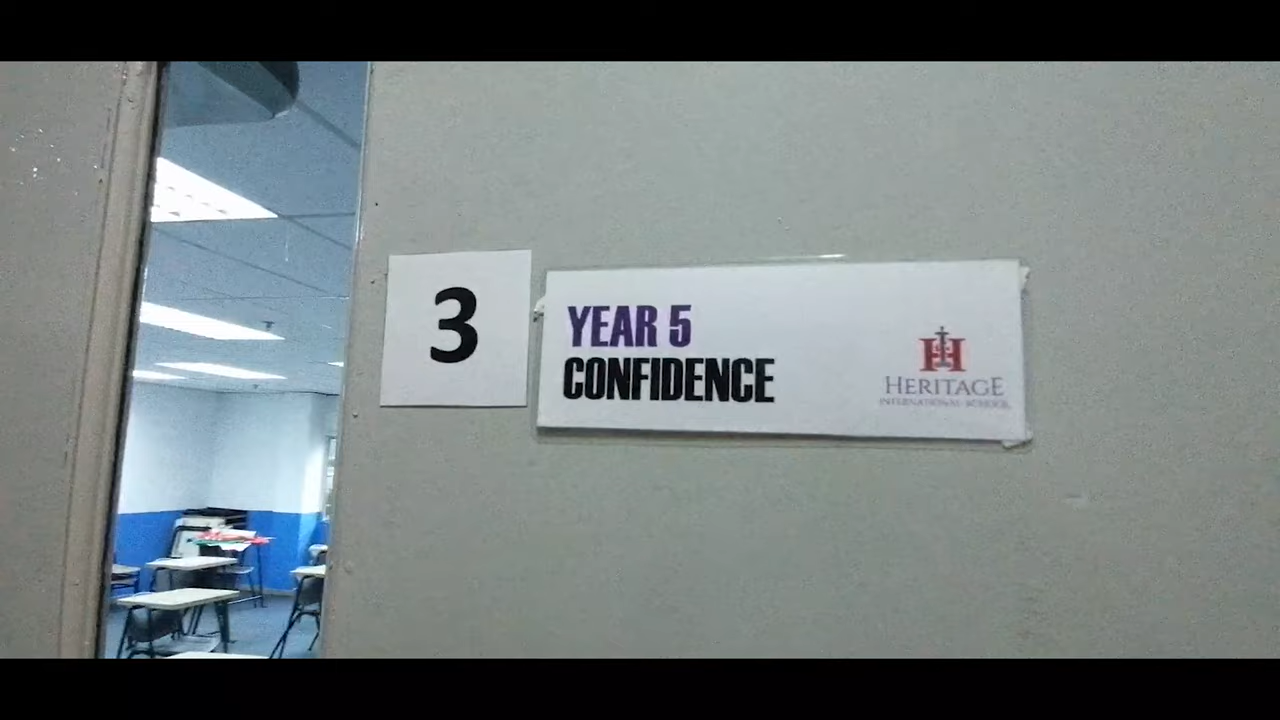 3
YEAR 5
CONFIDENCE
H
HERITAGE
INTERNATIONAL SCHOOL